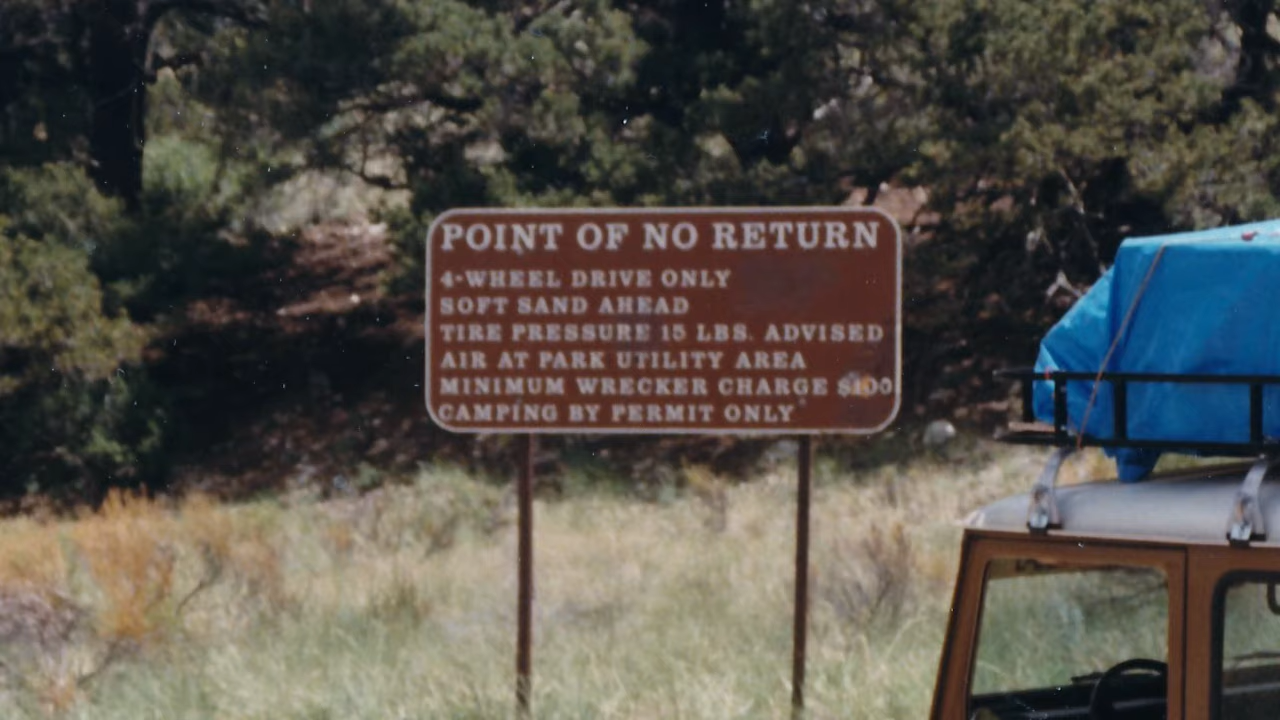 POINT OF NO RETURN
4-WHEEL DRIVE ONLY
SOFT SAND AHEAD
TIRE PRESSURE 15 LBS. ADVISED
AIR AT PARK UTILITY AREA
MINIMUM WRECKER CHARGE $100
CAMPING BY PERMIT ONLY